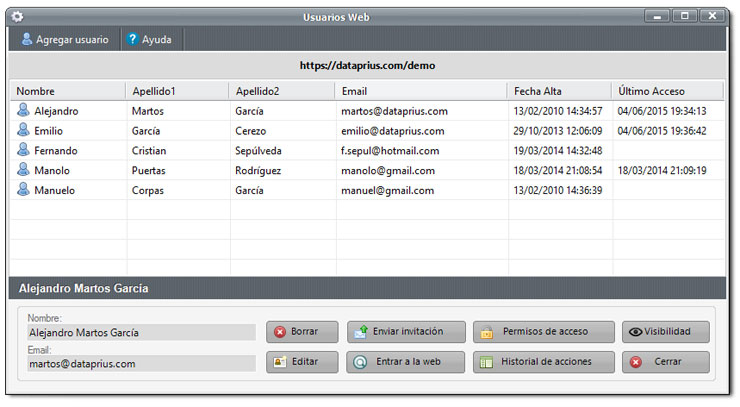 Usuarios Web
Agregar usuario Ayuda
https://dataprius.com/demo
Nombre Apellido1 Apellido2 Email Fecha Alta Último Acceso
Alejandro Martos García martos@dataprius.com 13/02/2010 14:34:57 04/06/2015 19:34:13
Emilio García Cerezo emilio@dataprius.com 29/10/2013 12:06:09 04/06/2015 19:36:42
Fernando Cristian Sepúlveda f.sepul@hotmail.com 19/03/2014 14:32:48
Manolo Puertas Rodríguez manolo@gmail.com 18/03/2014 21:08:54 18/03/2014 21:09:19
Manuelo Corpas García manuel@gmail.com 13/02/2010 14:36:39
Alejandro Martos García
Nombre:
Alejandro Martos García
Email:
martos@dataprius.com
Borrar Enviar invitación Permisos de acceso Visibilidad
Editar Entrar a la web Historial de acciones Cerrar